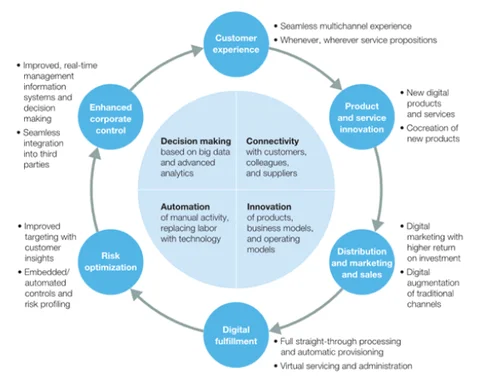 Customer
experience
• Seamless multichannel experience
• Whenever, wherever service propositions
Product
and service
innovation
• New digital
products
and services
• Cocreation of
new products
Distribution
and marketing
and sales
• Digital
marketing with
higher return
on investment
• Digital
augmentation
of traditional
channels
Digital
fulfillment
• Full straight-through processing
and automatic provisioning
• Virtual servicing and administration
Risk
optimization
• Improved
targeting with
customer
insights
• Embedded/
automated
controls and
risk profiling
Enhanced
corporate
control
• Improved, real-time
management
information
systems and
decision
making
• Seamless
integration
into third
parties
Decision making
based on big data
and advanced
analytics
Connectivity
with customers,
colleagues,
and suppliers
Automation
of manual activity,
replacing labor
with technology
Innovation
of products,
business models,
and operating
models